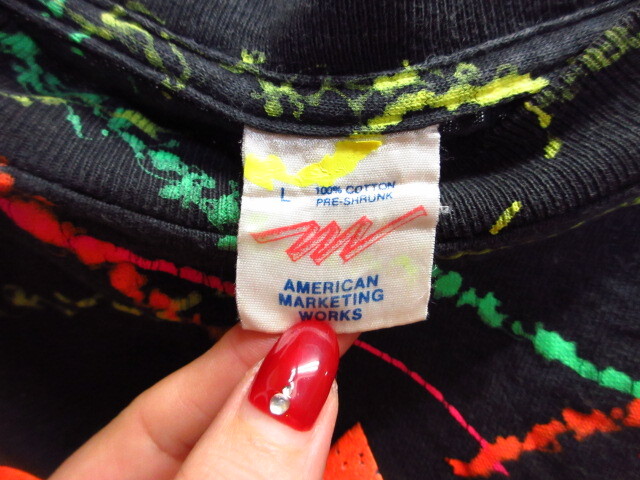 L 100% COTTON
PRE-SHRUNK
AMERICAN
MARKETING
WORKS